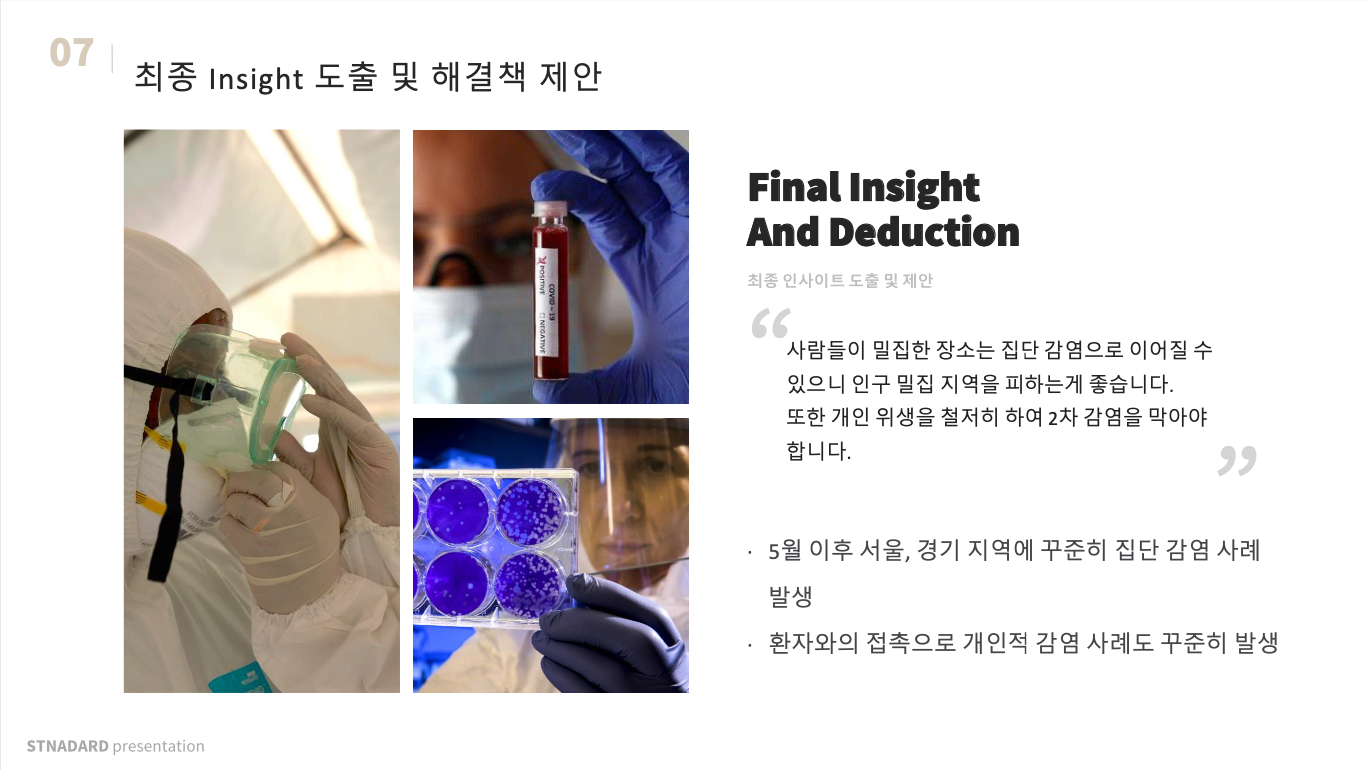 07
최종 Insight 도출 및 해결책 제안
POSITIVE
NEGATIVE
COVID – 19
Final Insight
And Deduction
최종 인사이트 도출 및 제안
“
사람들이 밀집한 장소는 집단 감염으로 이어질 수
있으니 인구 밀집 지역을 피하는게 좋습니다.
또한 개인 위생을 철저히 하여 2차 감염을 막아야
합니다.
”
· 5월 이후 서울, 경기 지역에 꾸준히 집단 감염 사례
발생
· 환자와의 접촉으로 개인적 감염 사례도 꾸준히 발생
STNADARD presentation